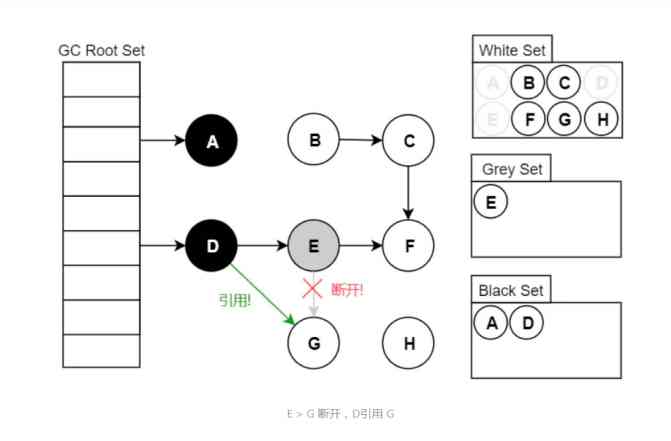 GC Root Set
White Set
A B C D
E F G H
A
B
C
Grey Set
E
D
E
F
引用!
断开!
Black Set
A D
G
H
E > G 断开，D引用 G